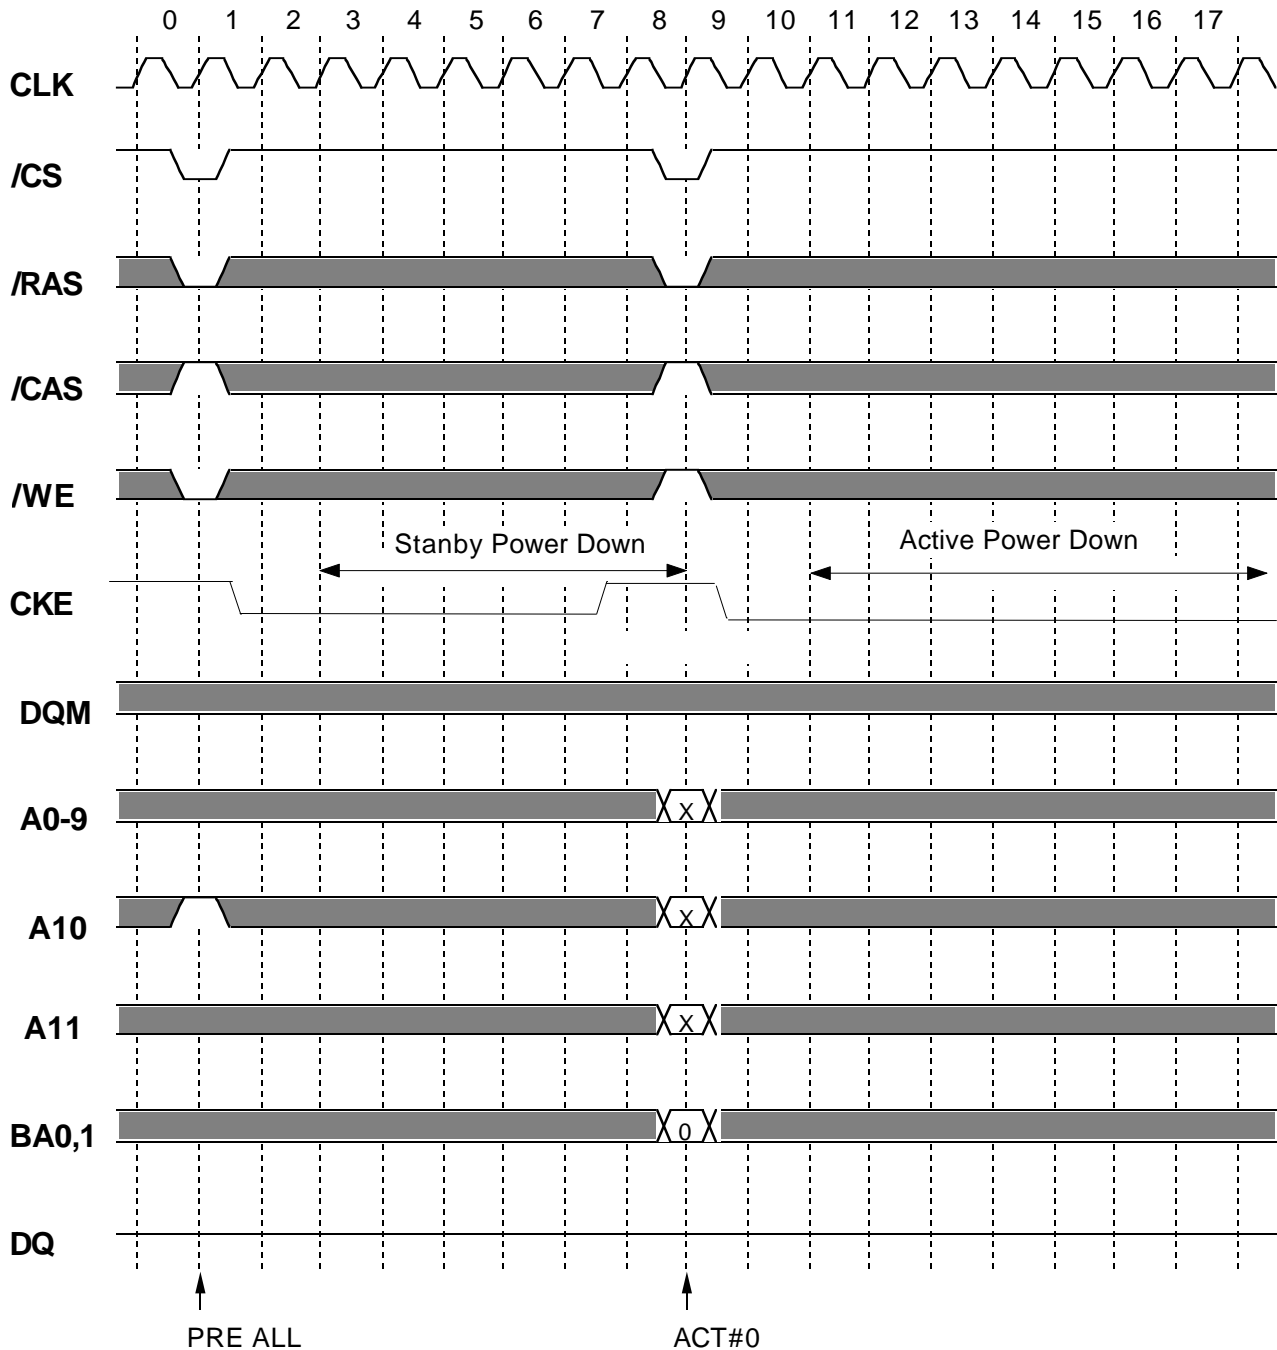 0 1 2 3 4 5 6 7 8 9 10 11 12 13 14 15 16 17
CLK
/CS
/RAS
/CAS
/WE
Stanby Power Down
Active Power Down
CKE
DQM
A0-9
X
A10
X
A11
X
BA0,1
0
DQ
PRE ALL
ACT#0